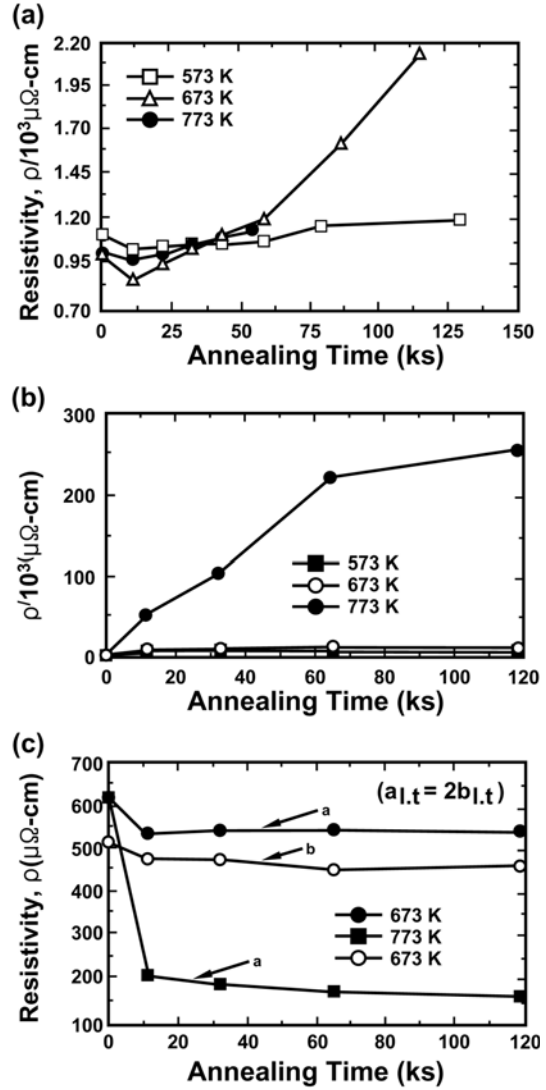 (a)
2.20
1.95
1.70
1.45
1.20
0.95
0.70
Resistivity, ρ/10³μΩ-cm
573 K
673 K
773 K
0 25 50 75 100 125 150
Annealing Time (ks)
(b)
300
200
100
0
ρ/10³(μΩ-cm)
573 K
673 K
773 K
0 20 40 60 80 100 120
Annealing Time (ks)
(c)
700
600
500
400
300
200
100
Resistivity, ρ(μΩ-cm)
(a_l.t = 2b_l.t)
a
b
a
673 K
773 K
673 K
0 20 40 60 80 100 120
Annealing Time (ks)